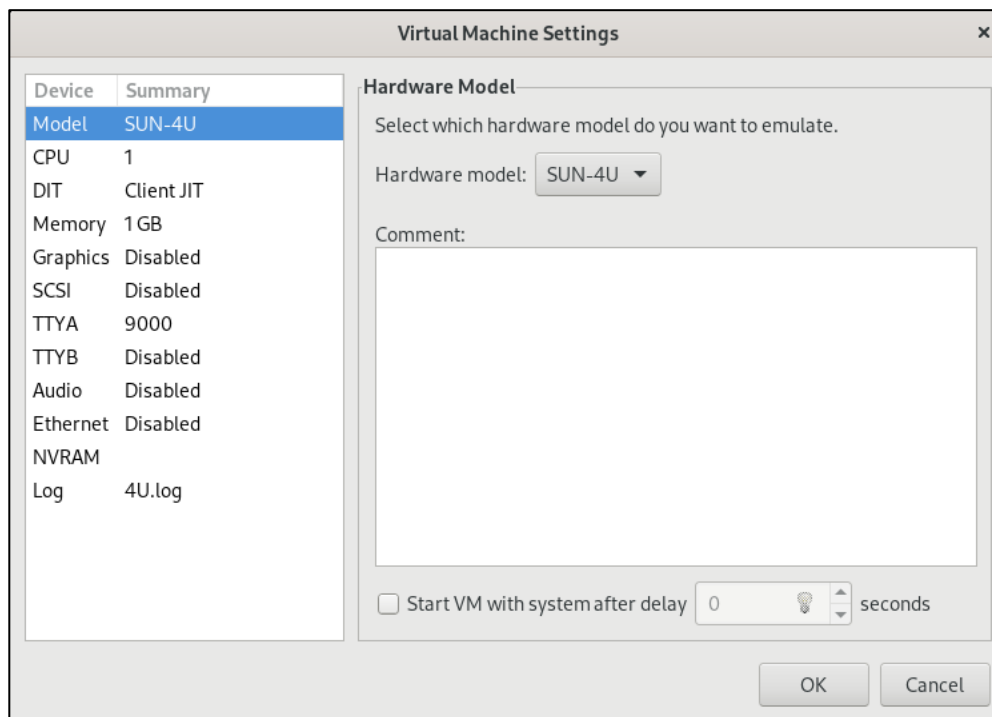 Virtual Machine Settings ×
Device Summary
Model SUN-4U
CPU 1
DIT Client JIT
Memory 1 GB
Graphics Disabled
SCSI Disabled
TTYA 9000
TTYB Disabled
Audio Disabled
Ethernet Disabled
NVRAM
Log 4U.log
Hardware Model
Select which hardware model do you want to emulate.
Hardware model: SUN-4U
Comment:
Start VM with system after delay 0 seconds
OK Cancel